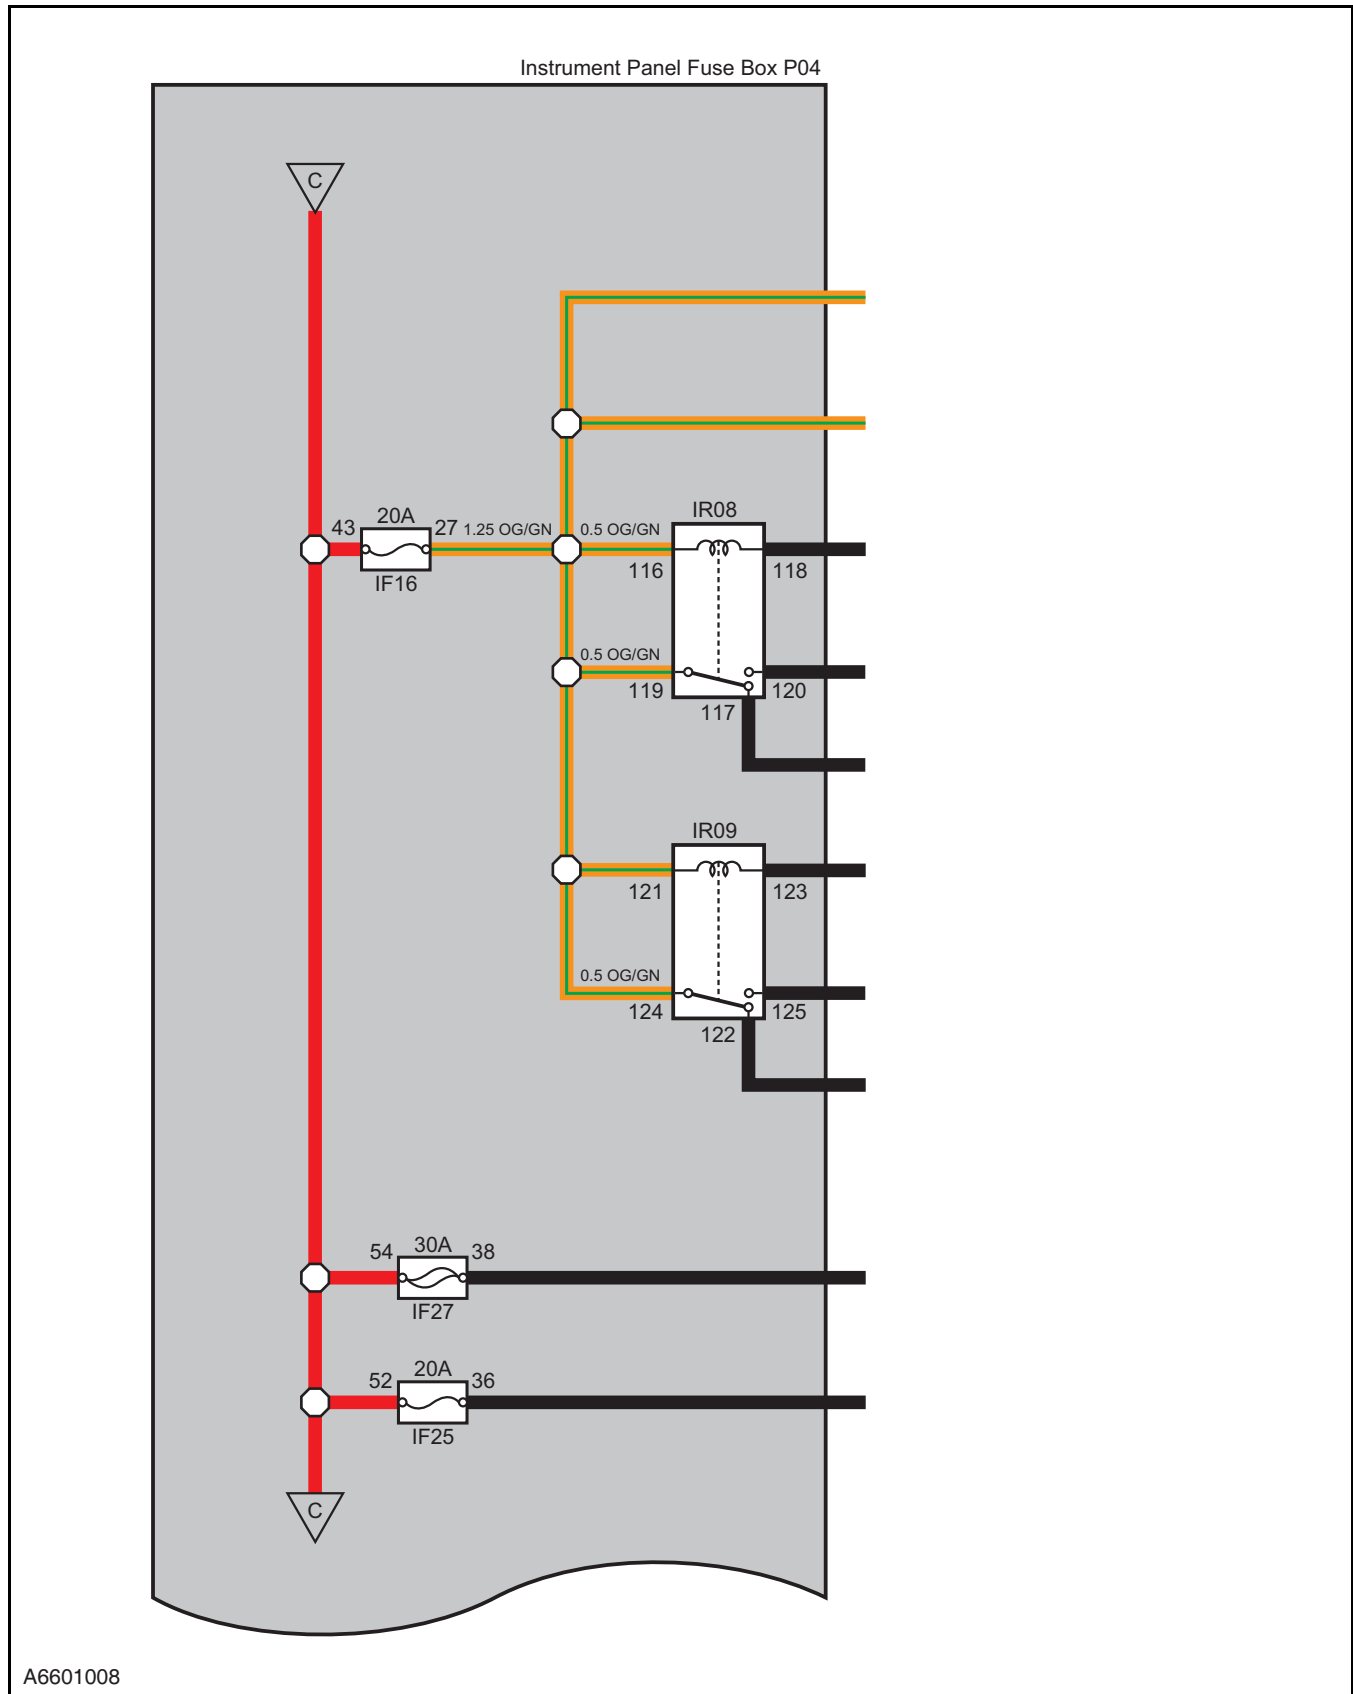 Instrument Panel Fuse Box P04
C
20A
43
27
1.25 OG/GN
0.5 OG/GN
IF16
IR08
116
118
0.5 OG/GN
119
120
117
IR09
121
123
0.5 OG/GN
124
125
122
30A
54
38
IF27
20A
52
36
IF25
C
A6601008